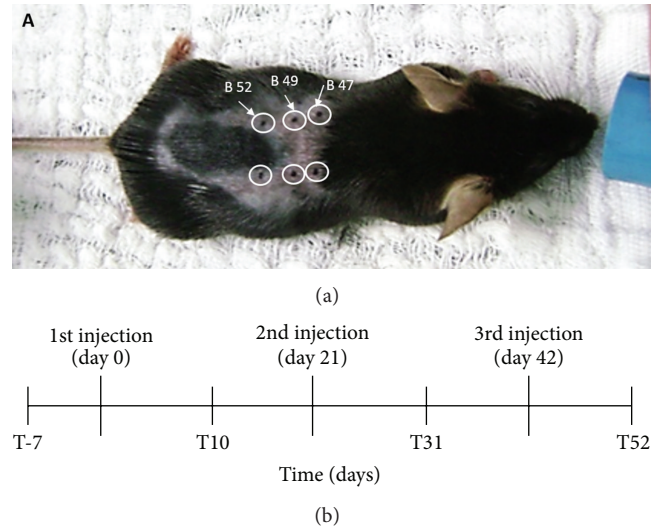 A
B 52
B 49
B 47
(a)
1st injection
(day 0)
2nd injection
(day 21)
3rd injection
(day 42)
T-7
T10
T31
T52
Time (days)
(b)